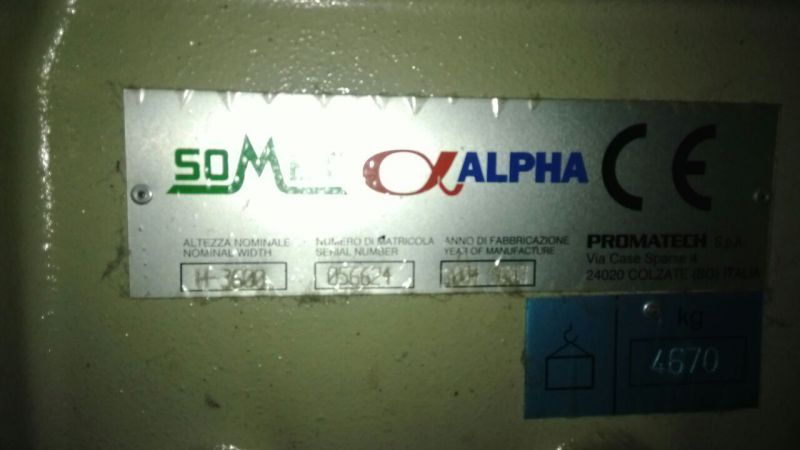 ALPHA CE
ALTEZZA NOMINALE
NOMINAL WIDTH
H 3600
NUMERO DI MATRICOLA
SERIAL NUMBER
056624
ANNO DI FABBRICAZIONE
YEAR OF MANUFACTURE
PROMATECH S.p.A.
Via Case Sparse 4
24020 COLZATE (BG) ITALIA
kg
4670